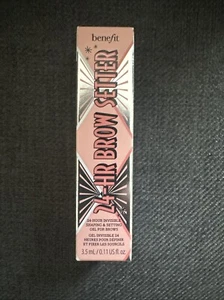 benefit
24-HR BROW SETTER
24-HOUR INVISIBLE
SHAPING & SETTING
GEL FOR BROWS
GEL INVISIBLE 24
HEURES POUR DÉFINIR
ET FIXER LES SOURCILS
3.5 mL / 0.11 US fl. oz.